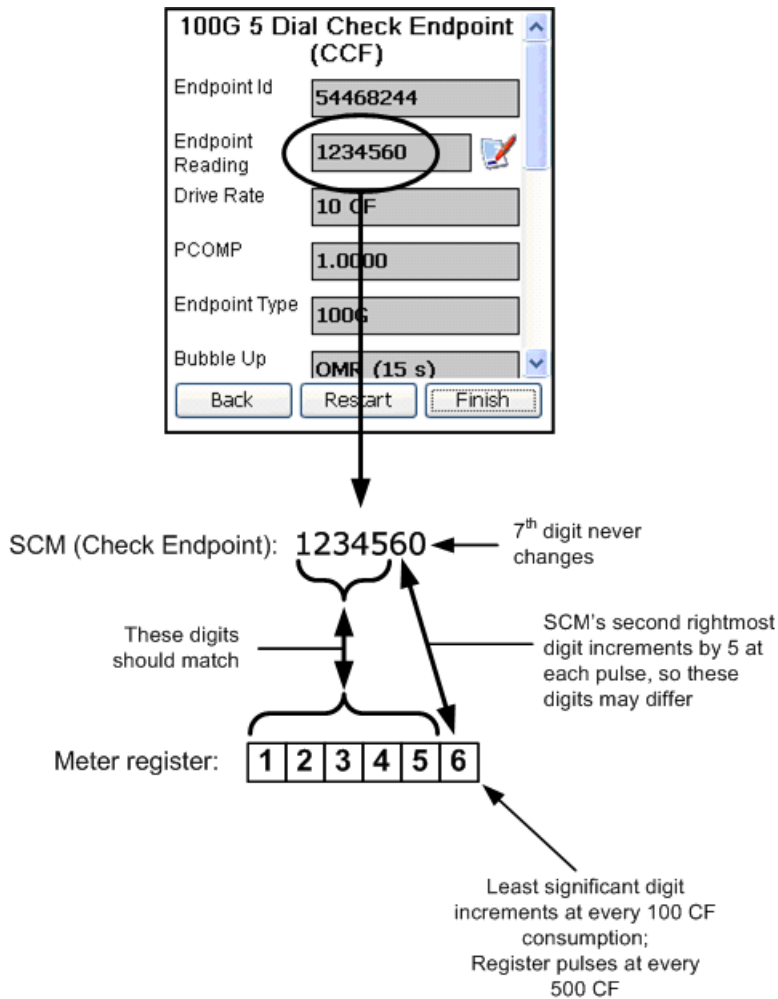 100G 5 Dial Check Endpoint
(CCF)
Endpoint Id
54468244
Endpoint
Reading
1234560
Drive Rate
10 CF
PCOMP
1.0000
Endpoint Type
100G
Bubble Up
OMR (15 s)
Back
Restart
Finish
SCM (Check Endpoint): 1234560
7th digit never
changes
These digits
should match
SCM's second rightmost
digit increments by 5 at
each pulse, so these
digits may differ
Meter register: 1 2 3 4 5 6
Least significant digit
increments at every 100 CF
consumption;
Register pulses at every
500 CF